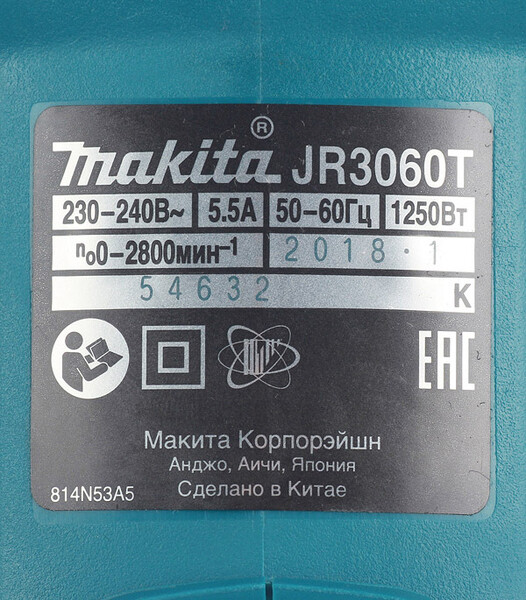 ®
makita JR3060T
230-240В~ 5.5А 50-60Гц 1250Вт
n₀0-2800мин⁻¹ 2018·1
54632 K
EAC
Макита Корпорэйшн
Анджо, Аичи, Япония
814N53A5 Сделано в Китае